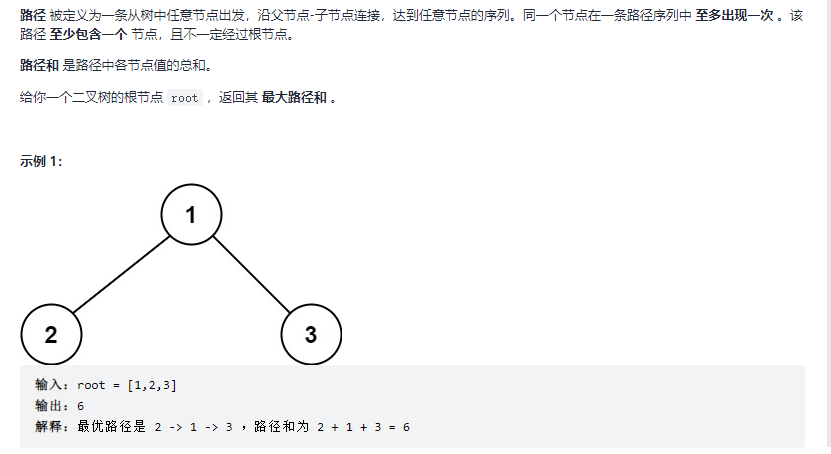 路径 被定义为一条从树中任意节点出发，沿父节点-子节点连接，达到任意节点的序列。同一个节点在一条路径序列中 至多出现一次 。该
路径 至少包含一个 节点，且不一定经过根节点。
路径和 是路径中各节点值的总和。
给你一个二叉树的根节点 root ，返回其 最大路径和 。
示例 1：
1
2 3
输入：root = [1,2,3]
输出：6
解释：最优路径是 2 -> 1 -> 3 ，路径和为 2 + 1 + 3 = 6